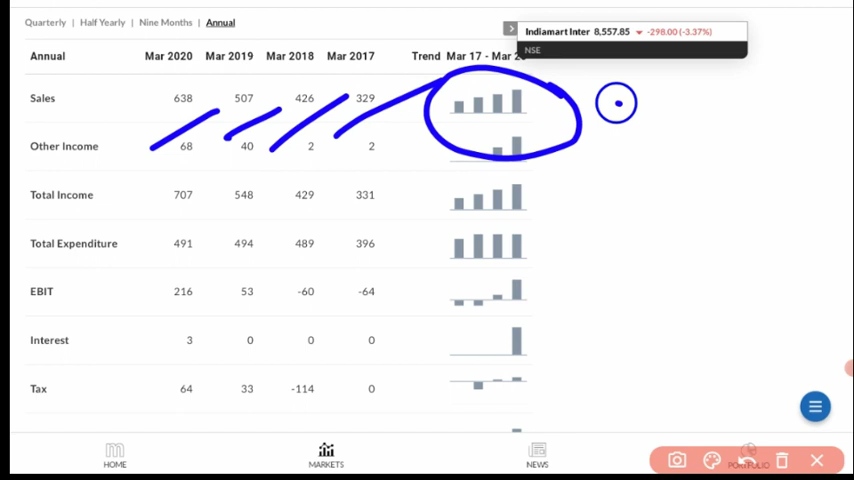 Quarterly | Half Yearly | Nine Months | Annual
Indiamart Inter 8,557.85 -298.00 (-3.37%)
NSE
Annual Mar 2020 Mar 2019 Mar 2018 Mar 2017 Trend Mar 17 - Mar 2
Sales 638 507 426 329
Other Income 68 40 2 2
Total Income 707 548 429 331
Total Expenditure 491 494 489 396
EBIT 216 53 -60 -64
Interest 3 0 0 0
Tax 64 33 -114 0
HOME MARKETS NEWS PORTFOLIO